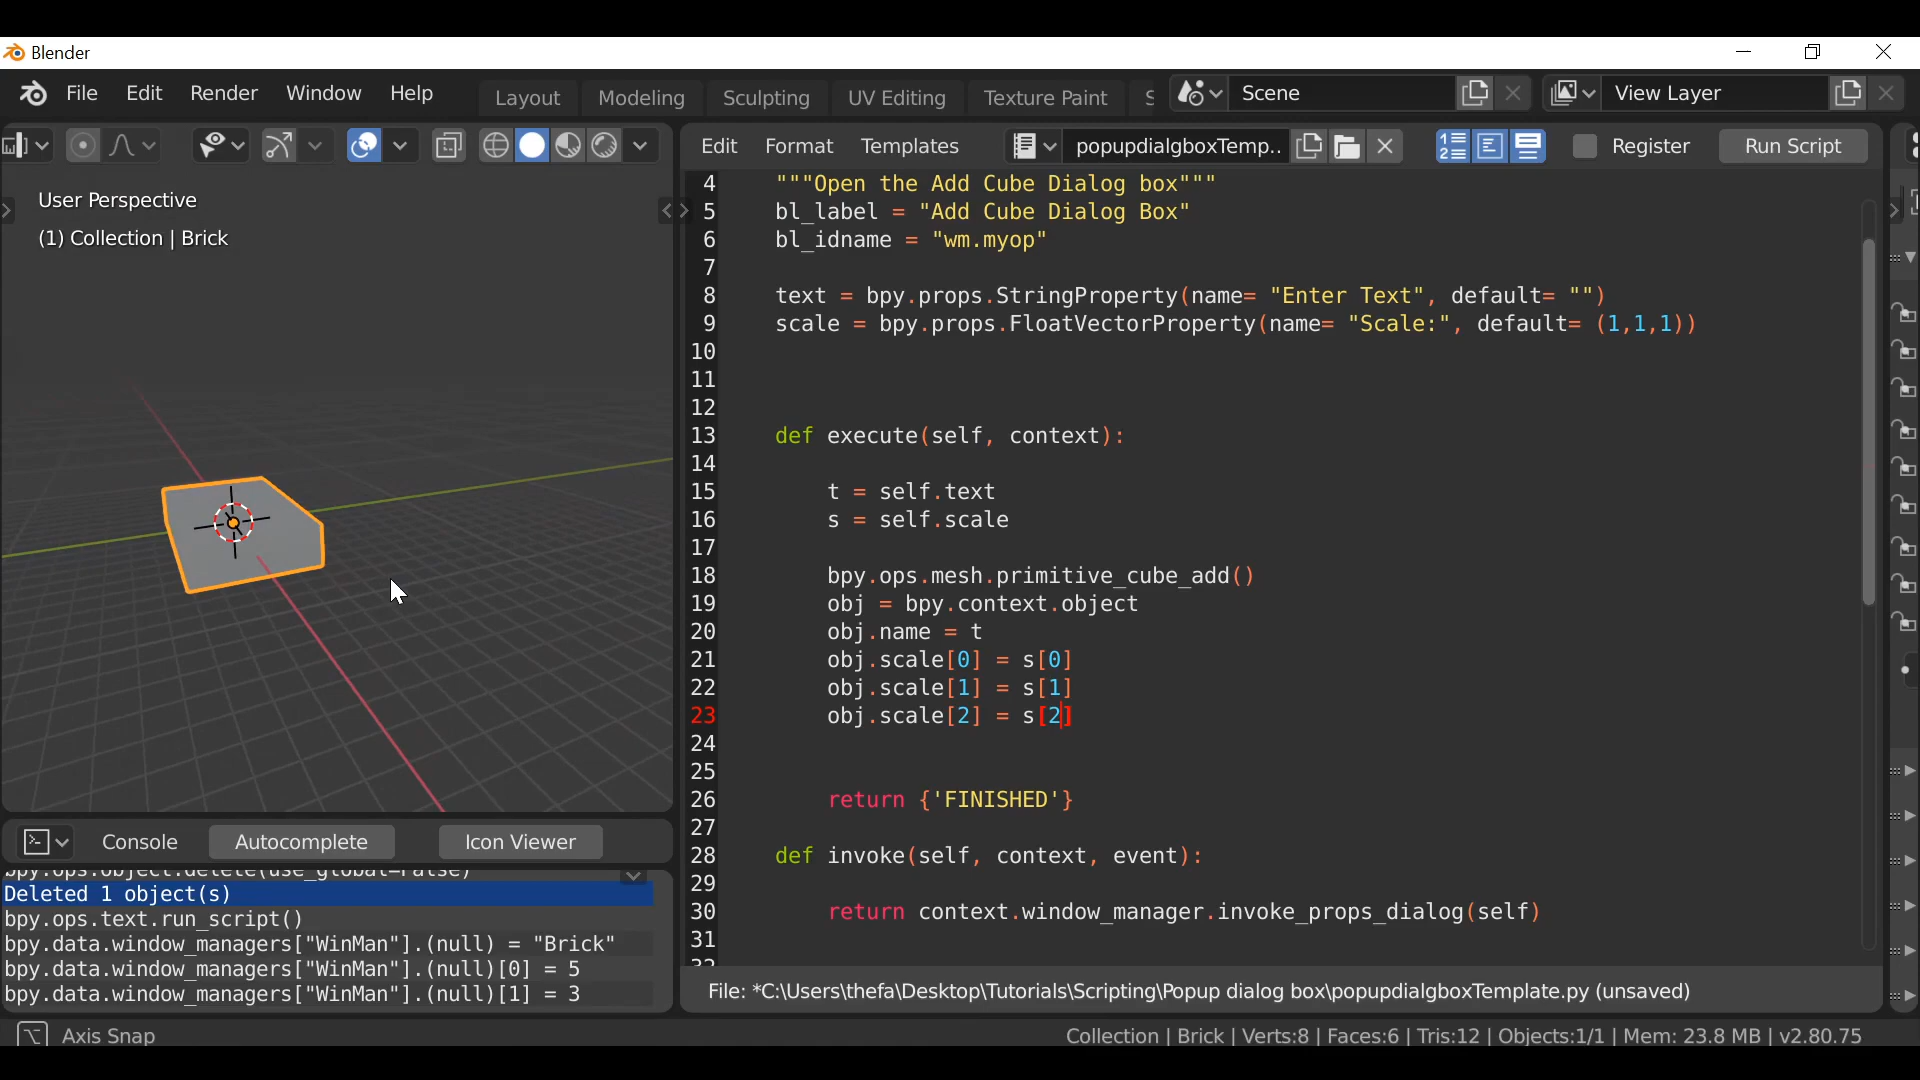 Blender
File Edit Render Window Help Layout Modeling Sculpting UV Editing Texture Paint Scene View Layer
Edit Format Templates popupdialgboxTemp.. Register Run Script
User Perspective
(1) Collection | Brick
4 """Open the Add Cube Dialog box"""
5 bl_label = "Add Cube Dialog Box"
6 bl_idname = "wm.myop"
7
8 text = bpy.props.StringProperty(name= "Enter Text", default= "")
9 scale = bpy.props.FloatVectorProperty(name= "Scale:", default= (1,1,1))
10
11
12
13 def execute(self, context):
14
15 t = self.text
16 s = self.scale
17
18 bpy.ops.mesh.primitive_cube_add()
19 obj = bpy.context.object
20 obj.name = t
21 obj.scale[0] = s[0]
22 obj.scale[1] = s[1]
23 obj.scale[2] = s[2]
24
25
26 return {'FINISHED'}
27
28 def invoke(self, context, event):
29
30 return context.window_manager.invoke_props_dialog(self)
31
Console Autocomplete Icon Viewer
Deleted 1 object(s)
bpy.ops.text.run_script()
bpy.data.window_managers["WinMan"].(null) = "Brick"
bpy.data.window_managers["WinMan"].(null)[0] = 5
bpy.data.window_managers["WinMan"].(null)[1] = 3
File: *C:\Users\thefa\Desktop\Tutorials\Scripting\Popup dialog box\popupdialgboxTemplate.py (unsaved)
Axis Snap
Collection | Brick | Verts:8 | Faces:6 | Tris:12 | Objects:1/1 | Mem: 23.8 MB | v2.80.75